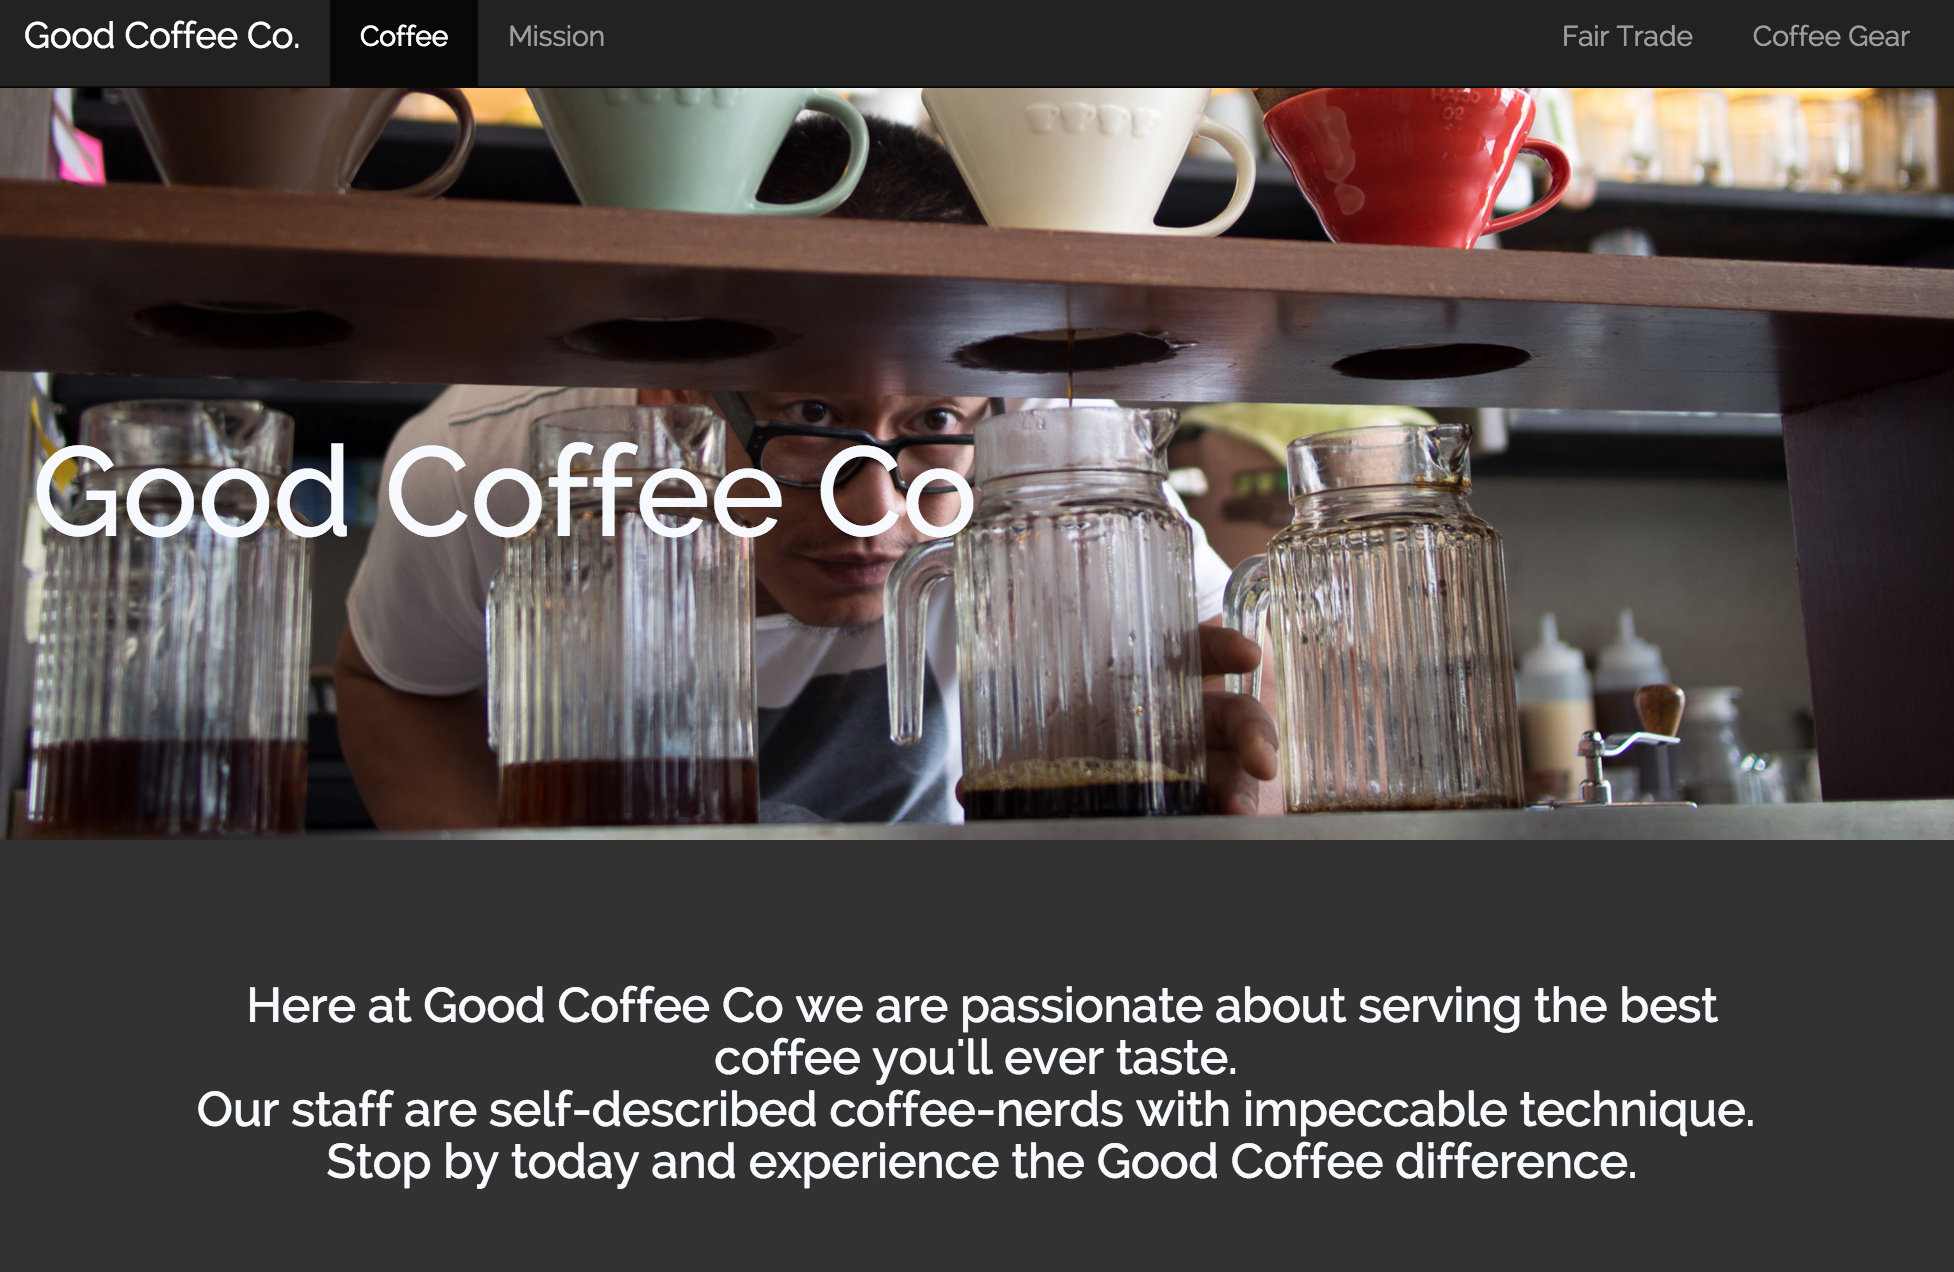 Good Coffee Co.
Coffee
Mission
Fair Trade
Coffee Gear
02
Good Coffee Co
Here at Good Coffee Co we are passionate about serving the best
coffee you'll ever taste.
Our staff are self-described coffee-nerds with impeccable technique.
Stop by today and experience the Good Coffee difference.